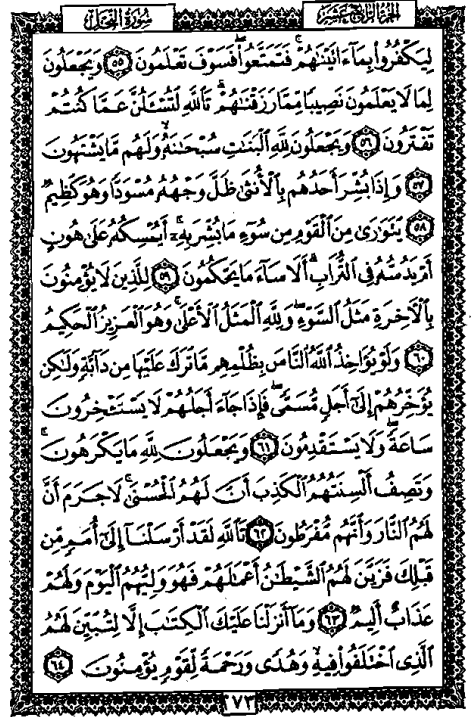 الجزء الرابع عشر سورة النحل
لِيَكْفُرُوا۟ بِمَآ ءَاتَيْنَٰهُمْ ۚ فَتَمَتَّعُوا۟ ۖ فَسَوْفَ تَعْلَمُونَ ٥٥ وَيَجْعَلُونَ
لِمَا لَا يَعْلَمُونَ نَصِيبًا مِّمَّا رَزَقْنَٰهُمْ ۗ تَٱللَّهِ لَتُسْـَٔلُنَّ عَمَّا كُنتُمْ
تَفْتَرُونَ ٥٦ وَيَجْعَلُونَ لِلَّهِ ٱلْبَنَٰتِ سُبْحَٰنَهُۥ ۙ وَلَهُم مَّا يَشْتَهُونَ
٥٧ وَإِذَا بُشِّرَ أَحَدُهُم بِٱلْأُنثَىٰ ظَلَّ وَجْهُهُۥ مُسْوَدًّا وَهُوَ كَظِيمٌ
٥٨ يَتَوَٰرَىٰ مِنَ ٱلْقَوْمِ مِن سُوٓءِ مَا بُشِّرَ بِهِۦٓ ۚ أَيُمْسِكُهُۥ عَلَىٰ هُونٍ
أَمْ يَدُسُّهُۥ فِى ٱلتُّرَابِ ۗ أَلَا سَآءَ مَا يَحْكُمُونَ ٥٩ لِلَّذِينَ لَا يُؤْمِنُونَ
بِٱلْءَاخِرَةِ مَثَلُ ٱلسَّوْءِ ۖ وَلِلَّهِ ٱلْمَثَلُ ٱلْأَعْلَىٰ ۚ وَهُوَ ٱلْعَزِيزُ ٱلْحَكِيمُ
٦٠ وَلَوْ يُؤَاخِذُ ٱللَّهُ ٱلنَّاسَ بِظُلْمِهِم مَّا تَرَكَ عَلَيْهَا مِن دَآبَّةٍ وَلَٰكِن
يُؤَخِّرُهُمْ إِلَىٰٓ أَجَلٍ مُّسَمًّى ۖ فَإِذَا جَآءَ أَجَلُهُمْ لَا يَسْتَـْٔخِرُونَ
سَاعَةً ۖ وَلَا يَسْتَقْدِمُونَ ٦١ وَيَجْعَلُونَ لِلَّهِ مَا يَكْرَهُونَ ۚ
وَتَصِفُ أَلْسِنَتُهُمُ ٱلْكَذِبَ أَنَّ لَهُمُ ٱلْحُسْنَىٰ ۖ لَا جَرَمَ أَنَّ
لَهُمُ ٱلنَّارَ وَأَنَّهُم مُّفْرَطُونَ ٦٢ تَٱللَّهِ لَقَدْ أَرْسَلْنَآ إِلَىٰٓ أُمَمٍ مِّن
قَبْلِكَ فَزَيَّنَ لَهُمُ ٱلشَّيْطَٰنُ أَعْمَٰلَهُمْ فَهُوَ وَلِيُّهُمُ ٱلْيَوْمَ وَلَهُمْ
عَذَابٌ أَلِيمٌ ٦٣ وَمَآ أَنزَلْنَا عَلَيْكَ ٱلْكِتَٰبَ إِلَّا لِتُبَيِّنَ لَهُمُ
ٱلَّذِى ٱخْتَلَفُوا۟ فِيهِ ۙ وَهُدًى وَرَحْمَةً لِّقَوْمٍ يُؤْمِنُونَ ٦٤
٢٧٣